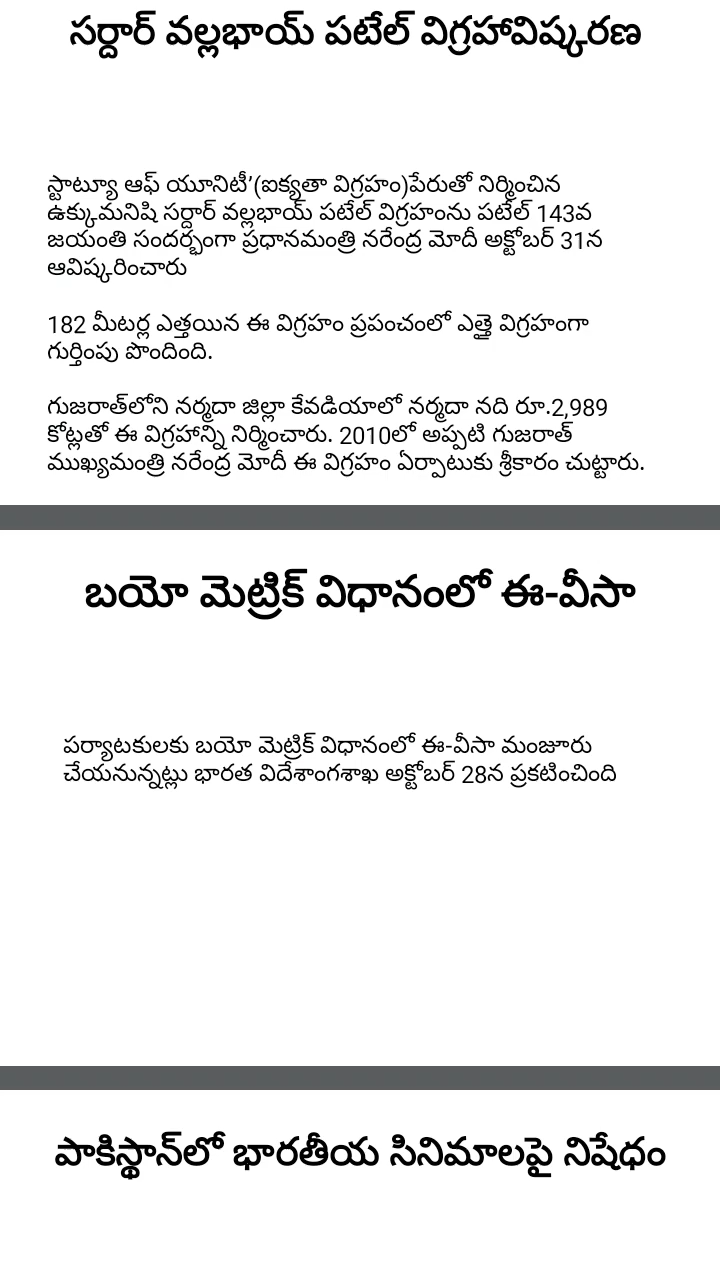 సర్దార్ వల్లభాయ్ పటేల్ విగ్రహావిష్కరణ
స్టాట్యూ ఆఫ్ యూనిటీ'(ఐక్యతా విగ్రహం)పేరుతో నిర్మించిన
ఉక్కుమనిషి సర్దార్ వల్లభాయ్ పటేల్ విగ్రహంను పటేల్ 143వ
జయంతి సందర్భంగా ప్రధానమంత్రి నరేంద్ర మోదీ అక్టోబర్ 31న
ఆవిష్కరించారు
182 మీటర్ల ఎత్తయిన ఈ విగ్రహం ప్రపంచంలో ఎత్తై విగ్రహంగా
గుర్తింపు పొందింది.
గుజరాత్‌లోని నర్మదా జిల్లా కేవడియాలో నర్మదా నది రూ.2,989
కోట్లతో ఈ విగ్రహాన్ని నిర్మించారు. 2010లో అప్పటి గుజరాత్
ముఖ్యమంత్రి నరేంద్ర మోదీ ఈ విగ్రహం ఏర్పాటుకు శ్రీకారం చుట్టారు.
బయో మెట్రిక్ విధానంలో ఈ-వీసా
పర్యాటకులకు బయో మెట్రిక్ విధానంలో ఈ-వీసా మంజూరు
చేయనున్నట్లు భారత విదేశాంగశాఖ అక్టోబర్ 28న ప్రకటించింది
పాకిస్థాన్‌లో భారతీయ సినిమాలపై నిషేధం